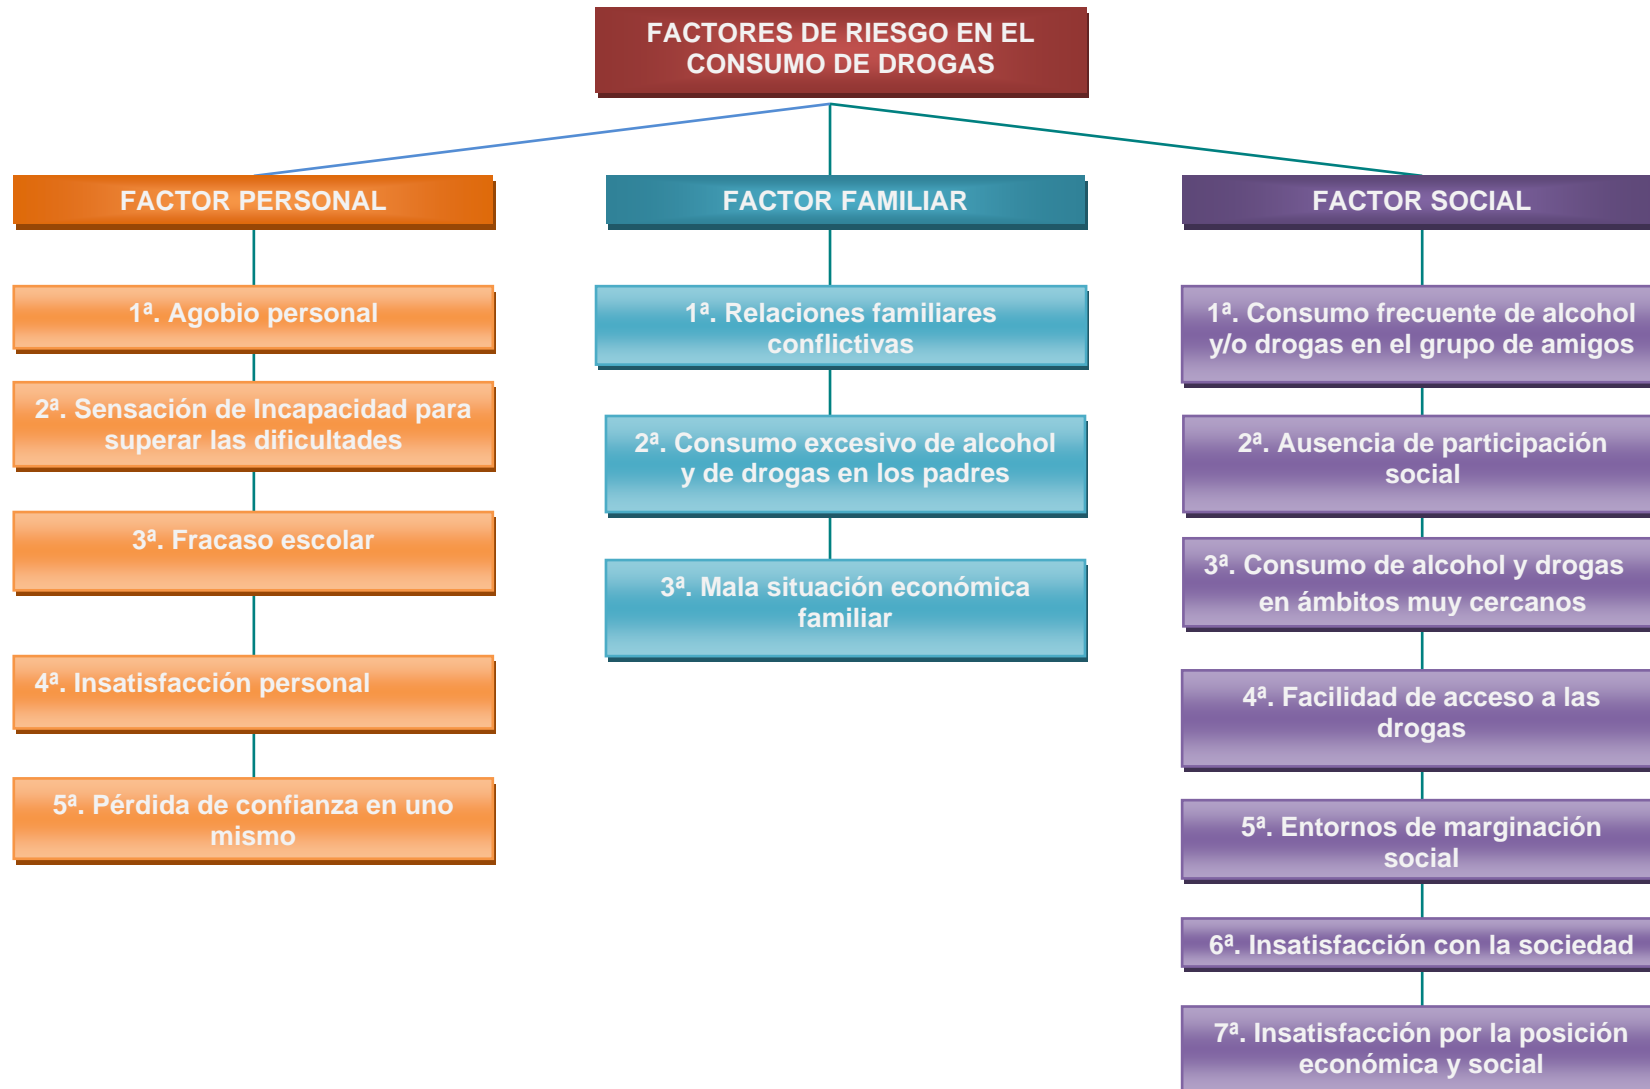 FACTORES DE RIESGO EN EL
CONSUMO DE DROGAS
FACTOR PERSONAL
1ª. Agobio personal
2ª. Sensación de Incapacidad para
superar las dificultades
3ª. Fracaso escolar
4ª. Insatisfacción personal
5ª. Pérdida de confianza en uno
mismo
FACTOR FAMILIAR
1ª. Relaciones familiares
conflictivas
2ª. Consumo excesivo de alcohol
y de drogas en los padres
3ª. Mala situación económica
familiar
FACTOR SOCIAL
1ª. Consumo frecuente de alcohol
y/o drogas en el grupo de amigos
2ª. Ausencia de participación
social
3ª. Consumo de alcohol y drogas
en ámbitos muy cercanos
4ª. Facilidad de acceso a las
drogas
5ª. Entornos de marginación
social
6ª. Insatisfacción con la sociedad
7ª. Insatisfacción por la posición
económica y social